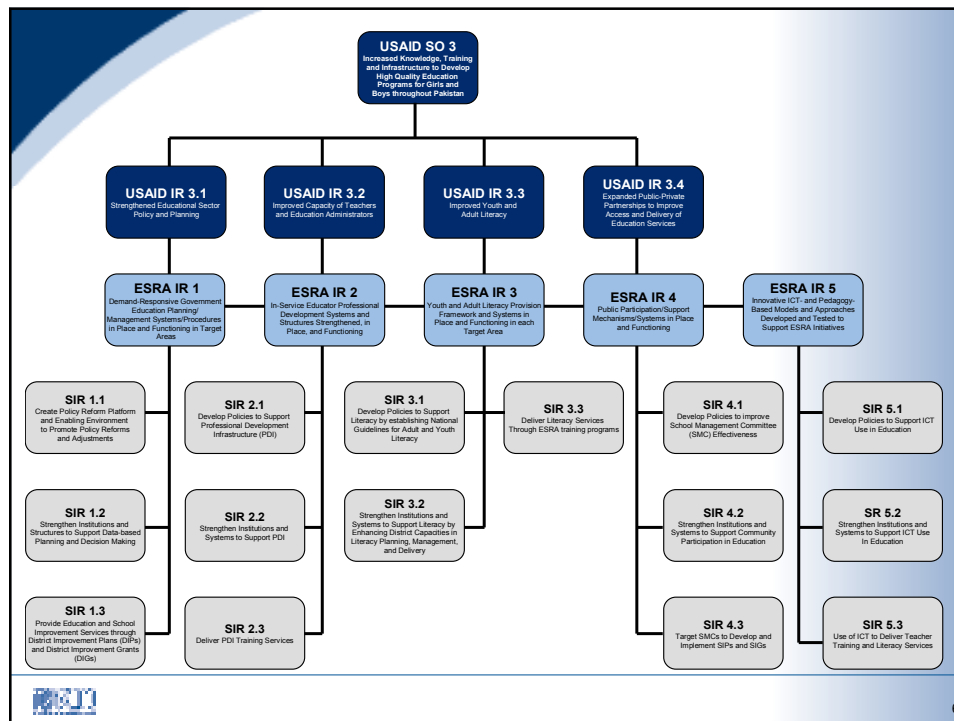 USAID SO 3
Increased Knowledge, Training
and Infrastructure to Develop
High Quality Education
Programs for Girls and
Boys throughout Pakistan
USAID IR 3.1
Strengthened Educational Sector
Policy and Planning
USAID IR 3.2
Improved Capacity of Teachers
and Education Administrators
USAID IR 3.3
Improved Youth and
Adult Literacy
USAID IR 3.4
Expanded Public-Private
Partnerships to Improve
Access and Delivery of
Education Services
ESRA IR 1
Demand-Responsive Government
Education Planning/
Management Systems/Procedures
in Place and Functioning in Target
Areas
ESRA IR 2
In-Service Educator Professional
Development Systems and
Structures Strengthened, in
Place, and Functioning
ESRA IR 3
Youth and Adult Literacy Provision
Framework and Systems in
Place and Functioning in each
Target Area
ESRA IR 4
Public Participation/Support
Mechanisms/Systems in Place
and Functioning
ESRA IR 5
Innovative ICT- and Pedagogy-
Based Models and Approaches
Developed and Tested to
Support ESRA Initiatives
SIR 1.1
Create Policy Reform Platform
and Enabling Environment
to Promote Policy Reforms
and Adjustments
SIR 2.1
Develop Policies to Support
Professional Development
Infrastructure (PDI)
SIR 3.1
Develop Policies to Support
Literacy by establishing National
Guidelines for Adult and Youth
Literacy
SIR 3.3
Deliver Literacy Services
Through ESRA training programs
SIR 4.1
Develop Policies to improve
School Management Committee
(SMC) Effectiveness
SIR 5.1
Develop Policies to Support ICT
Use in Education
SIR 1.2
Strengthen Institutions and
Structures to Support Data-based
Planning and Decision Making
SIR 2.2
Strengthen Institutions and
Systems to Support PDI
SIR 3.2
Strengthen Institutions and
Systems to Support Literacy by
Enhancing District Capacities in
Literacy Planning, Management,
and Delivery
SIR 4.2
Strengthen Institutions and
Systems to Support Community
Participation in Education
SR 5.2
Strengthen Institutions and
Systems to Support ICT Use
In Education
SIR 1.3
Provide Education and School
Improvement Services through
District Improvement Plans (DIPs)
and District Improvement Grants
(DIGs)
SIR 2.3
Deliver PDI Training Services
SIR 4.3
Target SMCs to Develop and
Implement SIPs and SIGs
SIR 5.3
Use of ICT to Deliver Teacher
Training and Literacy Services